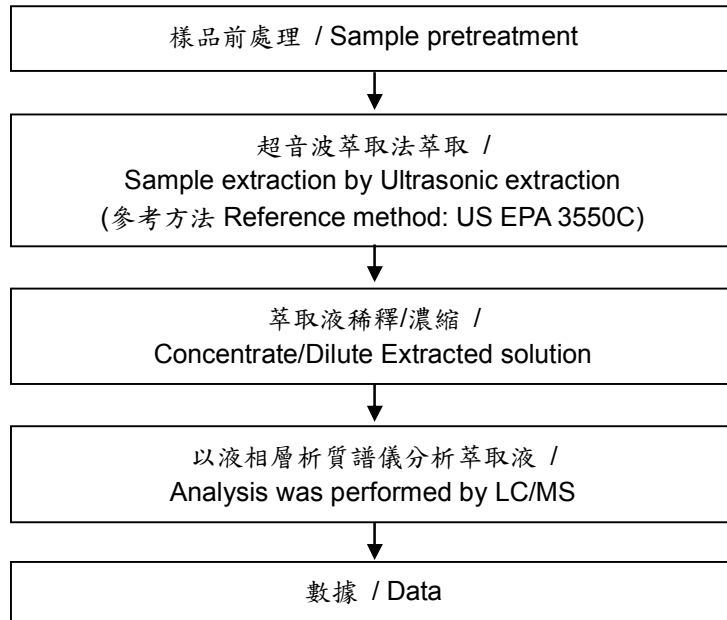 樣品前處理 / Sample pretreatment
超音波萃取法萃取 /
Sample extraction by Ultrasonic extraction
(參考方法 Reference method: US EPA 3550C)
萃取液稀釋/濃縮 /
Concentrate/Dilute Extracted solution
以液相層析質譜儀分析萃取液 /
Analysis was performed by LC/MS
數據 / Data